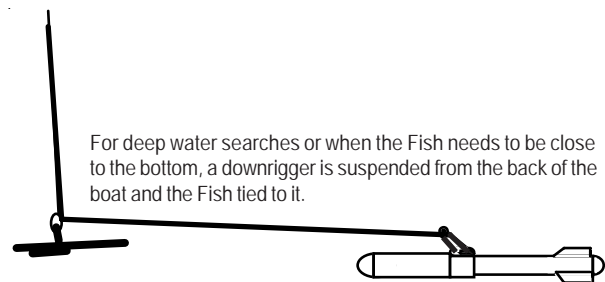 For deep water searches or when the Fish needs to be close
to the bottom, a downrigger is suspended from the back of the
boat and the Fish tied to it.